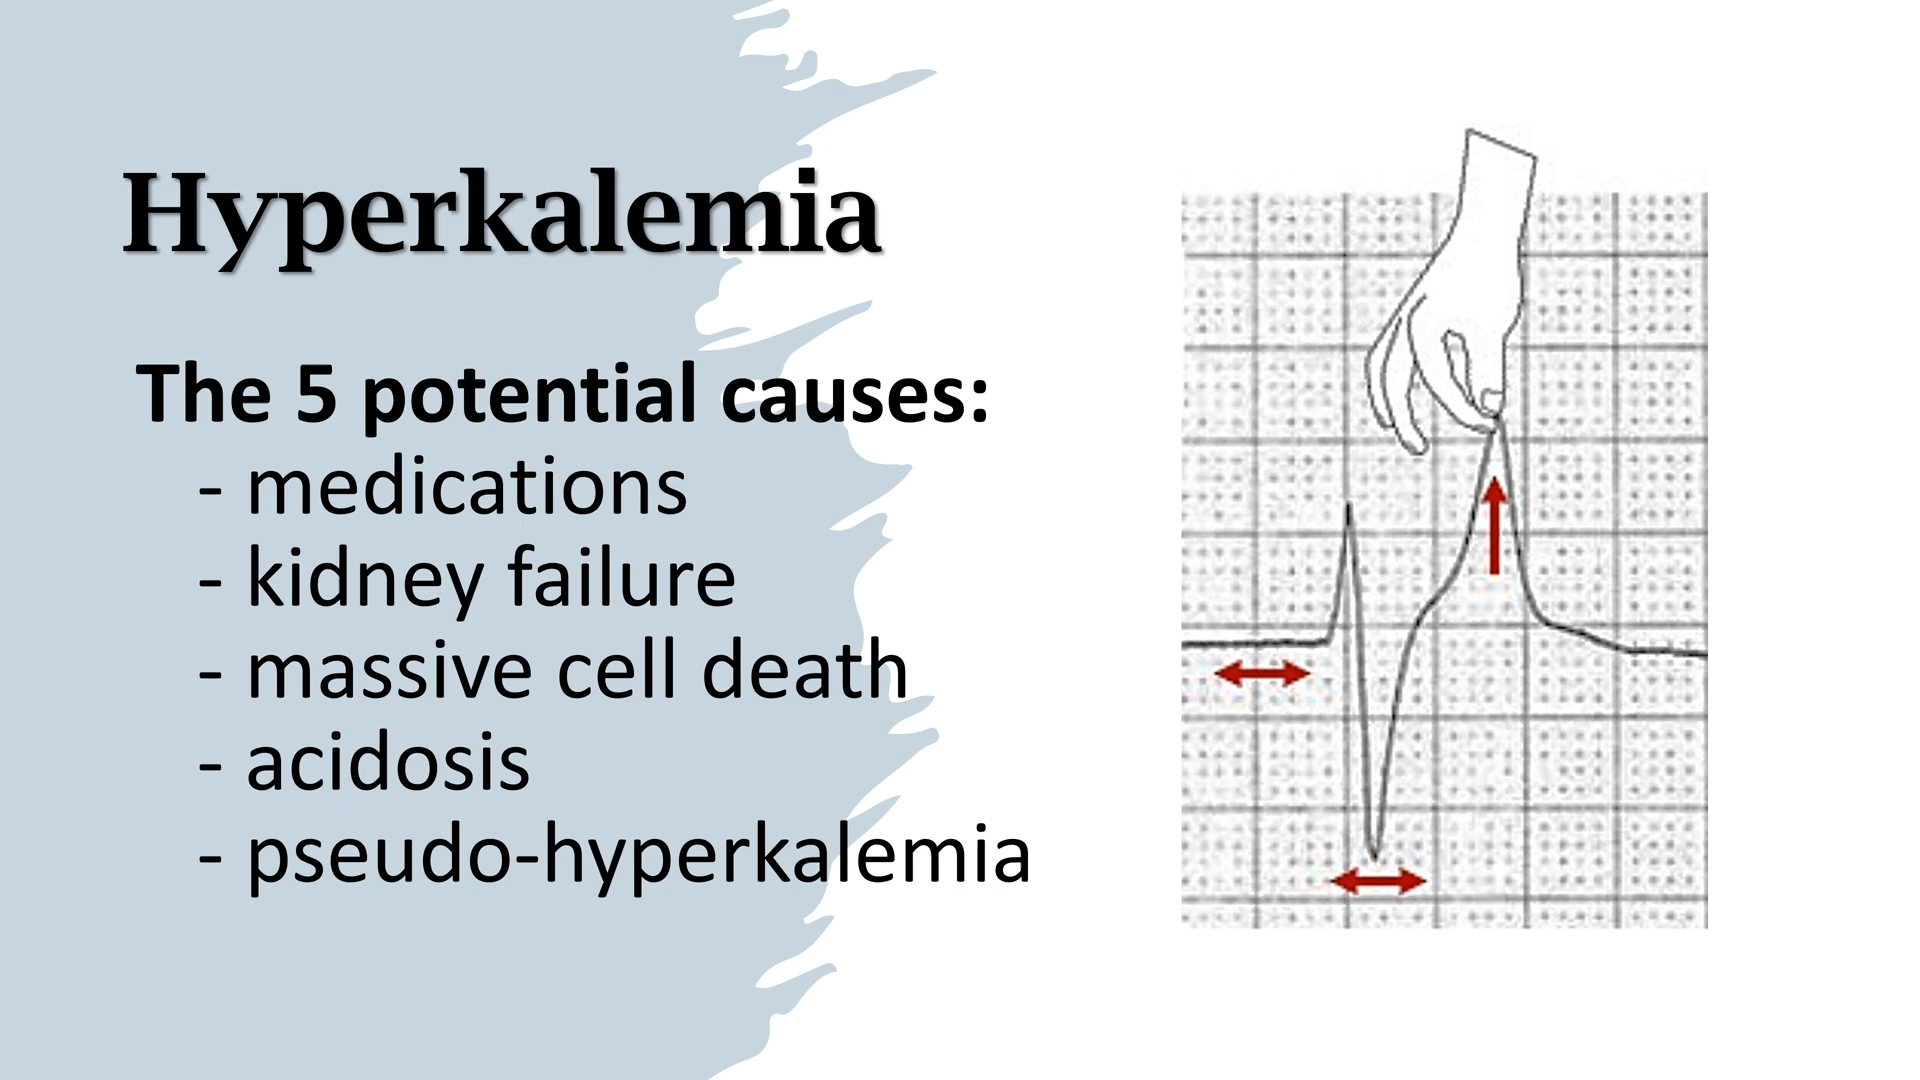 Hyperkalemia
The 5 potential causes:
- medications
- kidney failure
- massive cell death
- acidosis
- pseudo-hyperkalemia